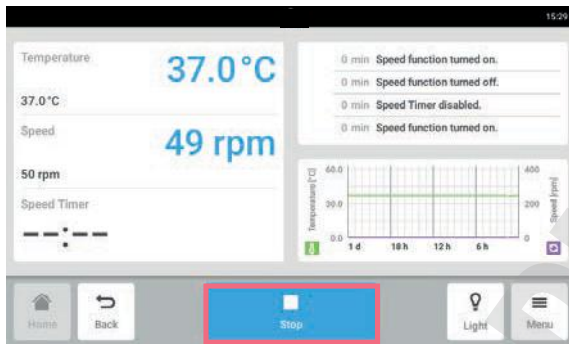 15:29
Temperature
37.0°C
37.0°C
Speed
49 rpm
50 rpm
Speed Timer
--:--
0 min Speed function turned on.
0 min Speed function turned off.
0 min Speed Timer disabled.
0 min Speed function turned on.
Temperature [°C]
60.0
30.0
0.0
400
200
0
Speed [rpm]
1 d 18 h 12 h 6 h
Home
Back
Stop
Light
Menu